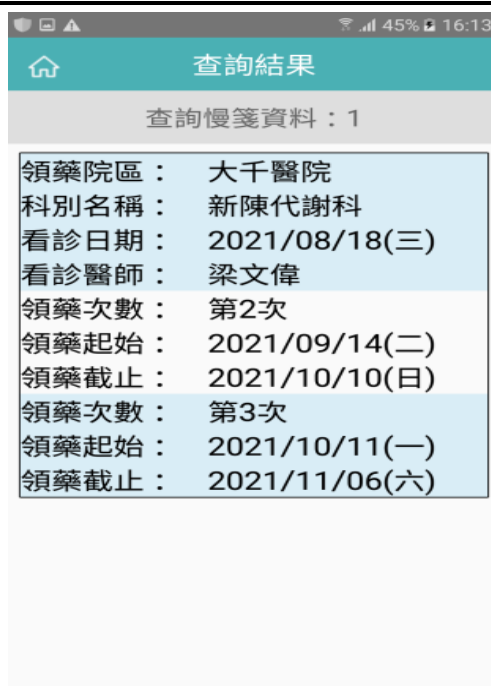 45% 16:13
查詢結果
查詢慢箋資料：1
領藥院區： 大千醫院
科別名稱： 新陳代謝科
看診日期： 2021/08/18(三)
看診醫師： 梁文偉
領藥次數： 第2次
領藥起始： 2021/09/14(二)
領藥截止： 2021/10/10(日)
領藥次數： 第3次
領藥起始： 2021/10/11(一)
領藥截止： 2021/11/06(六)